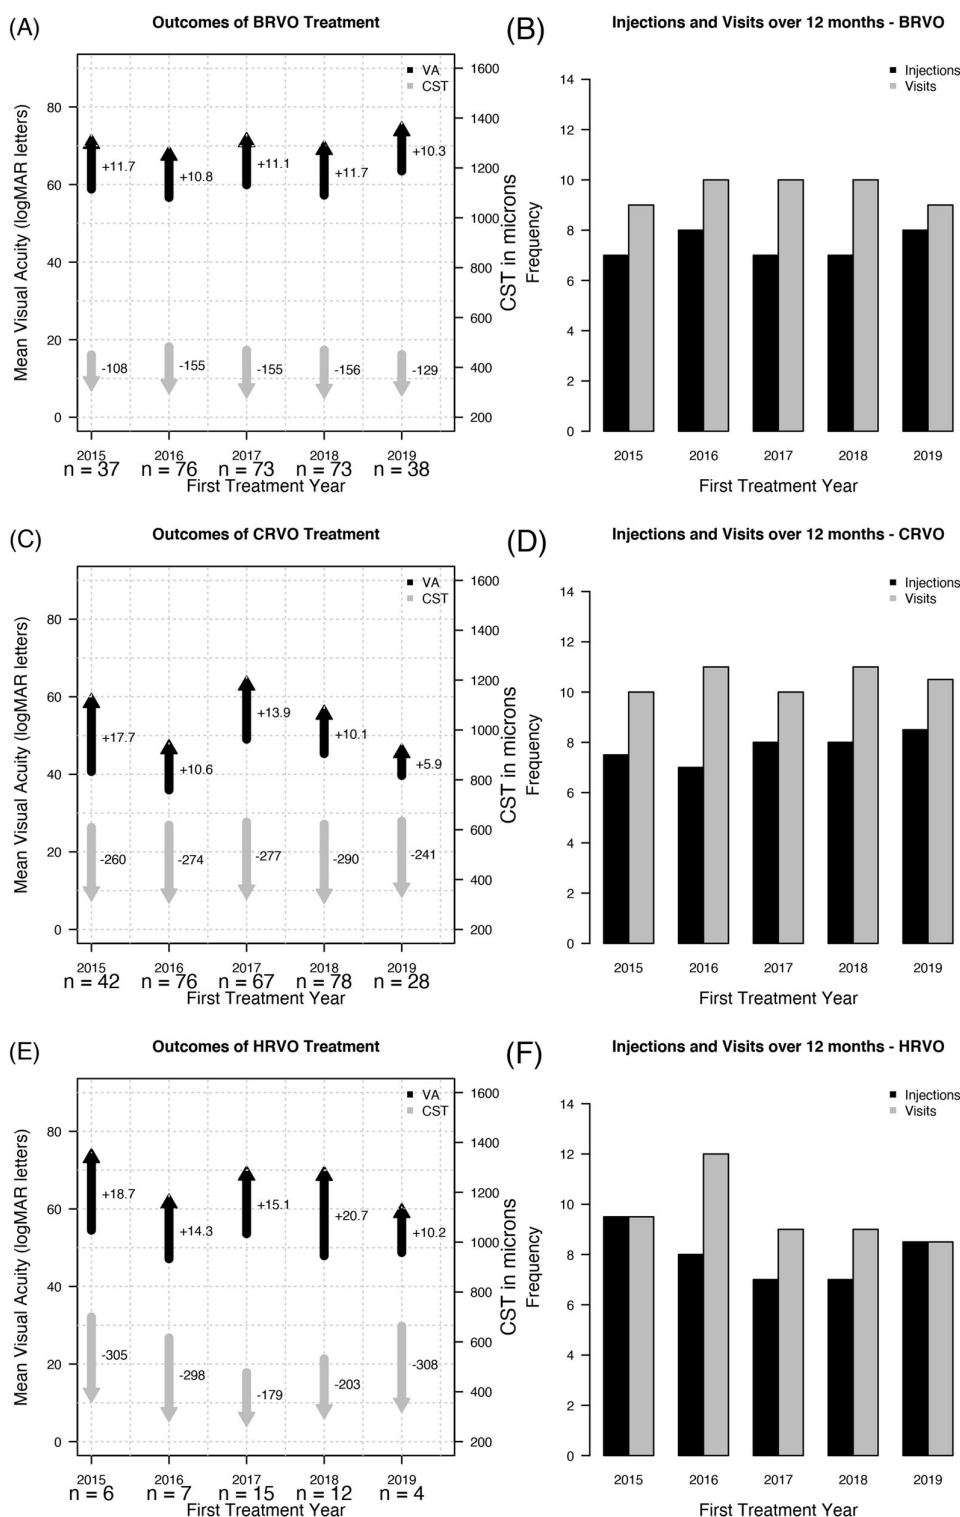 (A) Outcomes of BRVO Treatment
VA
CST
Mean Visual Acuity (logMAR letters)
80
60
40
20
0
CST in microns
1600
1400
1200
1000
800
600
400
200
+11.7 +10.8 +11.1 +11.7 +10.3
-108 -155 -155 -156 -129
2015 2016 2017 2018 2019
n = 37 n = 76 n = 73 n = 73 n = 38
First Treatment Year
(B) Injections and Visits over 12 months - BRVO
Injections
Visits
Frequency
14
12
10
8
6
4
2
0
2015 2016 2017 2018 2019
First Treatment Year
(C) Outcomes of CRVO Treatment
VA
CST
Mean Visual Acuity (logMAR letters)
80
60
40
20
0
CST in microns
1600
1400
1200
1000
800
600
400
200
+17.7 +10.6 +13.9 +10.1 +5.9
-260 -274 -277 -290 -241
2015 2016 2017 2018 2019
n = 42 n = 76 n = 67 n = 78 n = 28
First Treatment Year
(D) Injections and Visits over 12 months - CRVO
Injections
Visits
Frequency
14
12
10
8
6
4
2
0
2015 2016 2017 2018 2019
First Treatment Year
(E) Outcomes of HRVO Treatment
VA
CST
Mean Visual Acuity (logMAR letters)
80
60
40
20
0
CST in microns
1600
1400
1200
1000
800
600
400
200
+18.7 +14.3 +15.1 +20.7 +10.2
-305 -298 -179 -203 -308
2015 2016 2017 2018 2019
n = 6 n = 7 n = 15 n = 12 n = 4
First Treatment Year
(F) Injections and Visits over 12 months - HRVO
Injections
Visits
Frequency
14
12
10
8
6
4
2
0
2015 2016 2017 2018 2019
First Treatment Year